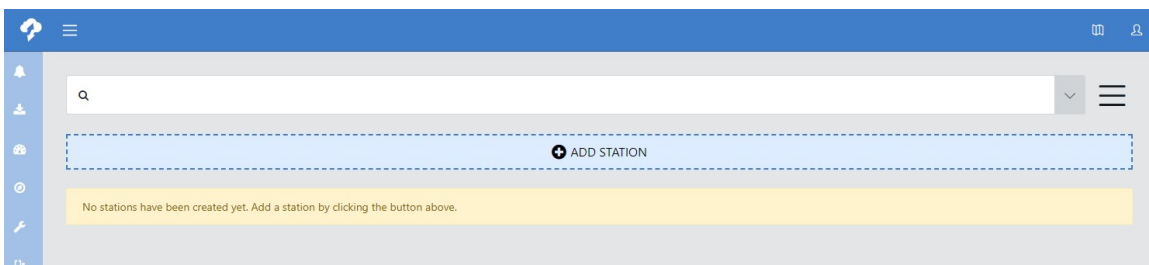 ADD STATION
No stations have been created yet. Add a station by clicking the button above.